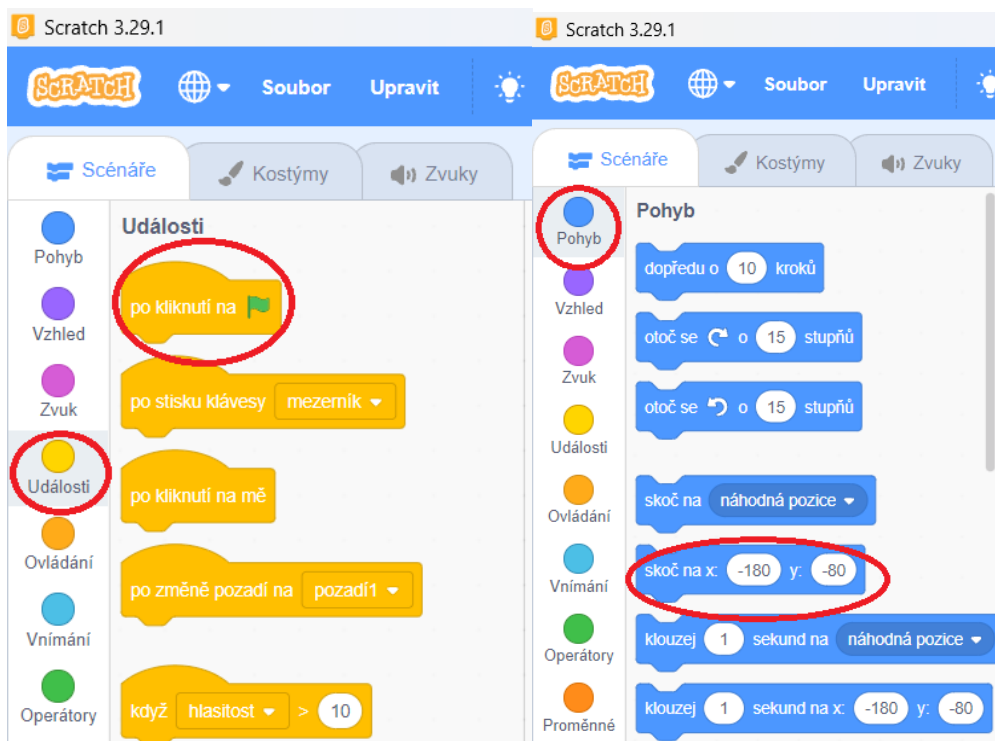 Scratch 3.29.1
SCRATCH Soubor Upravit
Scénáře Kostýmy Zvuky
Pohyb
Vzhled
Zvuk
Události
Ovládání
Vnímání
Operátory
Události
po kliknutí na
po stisku klávesy mezerník
po kliknutí na mě
po změně pozadí na pozadí1
když hlasitost > 10
Scratch 3.29.1
SCRATCH Soubor Upravit
Scénáře Kostýmy Zvuky
Pohyb
Vzhled
Zvuk
Události
Ovládání
Vnímání
Operátory
Proměnné
Pohyb
dopředu o 10 kroků
otoč se o 15 stupňů
otoč se o 15 stupňů
skoč na náhodná pozice
skoč na x: -180 y: -80
klouzej 1 sekund na náhodná pozice
klouzej 1 sekund na x: -180 y: -80